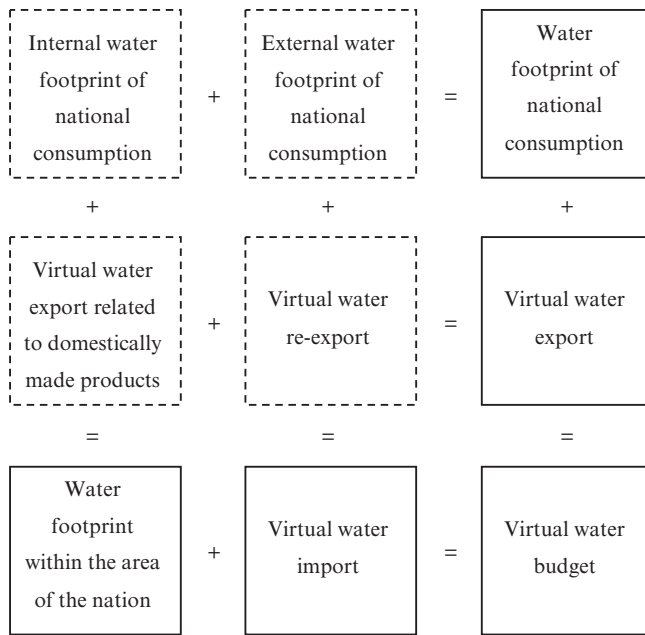 Internal water
footprint of
national
consumption
+
External water
footprint of
national
consumption
=
Water
footprint of
national
consumption
+
+
+
Virtual water
export related
to domestically
made products
+
Virtual water
re-export
=
Virtual water
export
=
=
=
Water
footprint
within the area
of the nation
+
Virtual water
import
=
Virtual water
budget